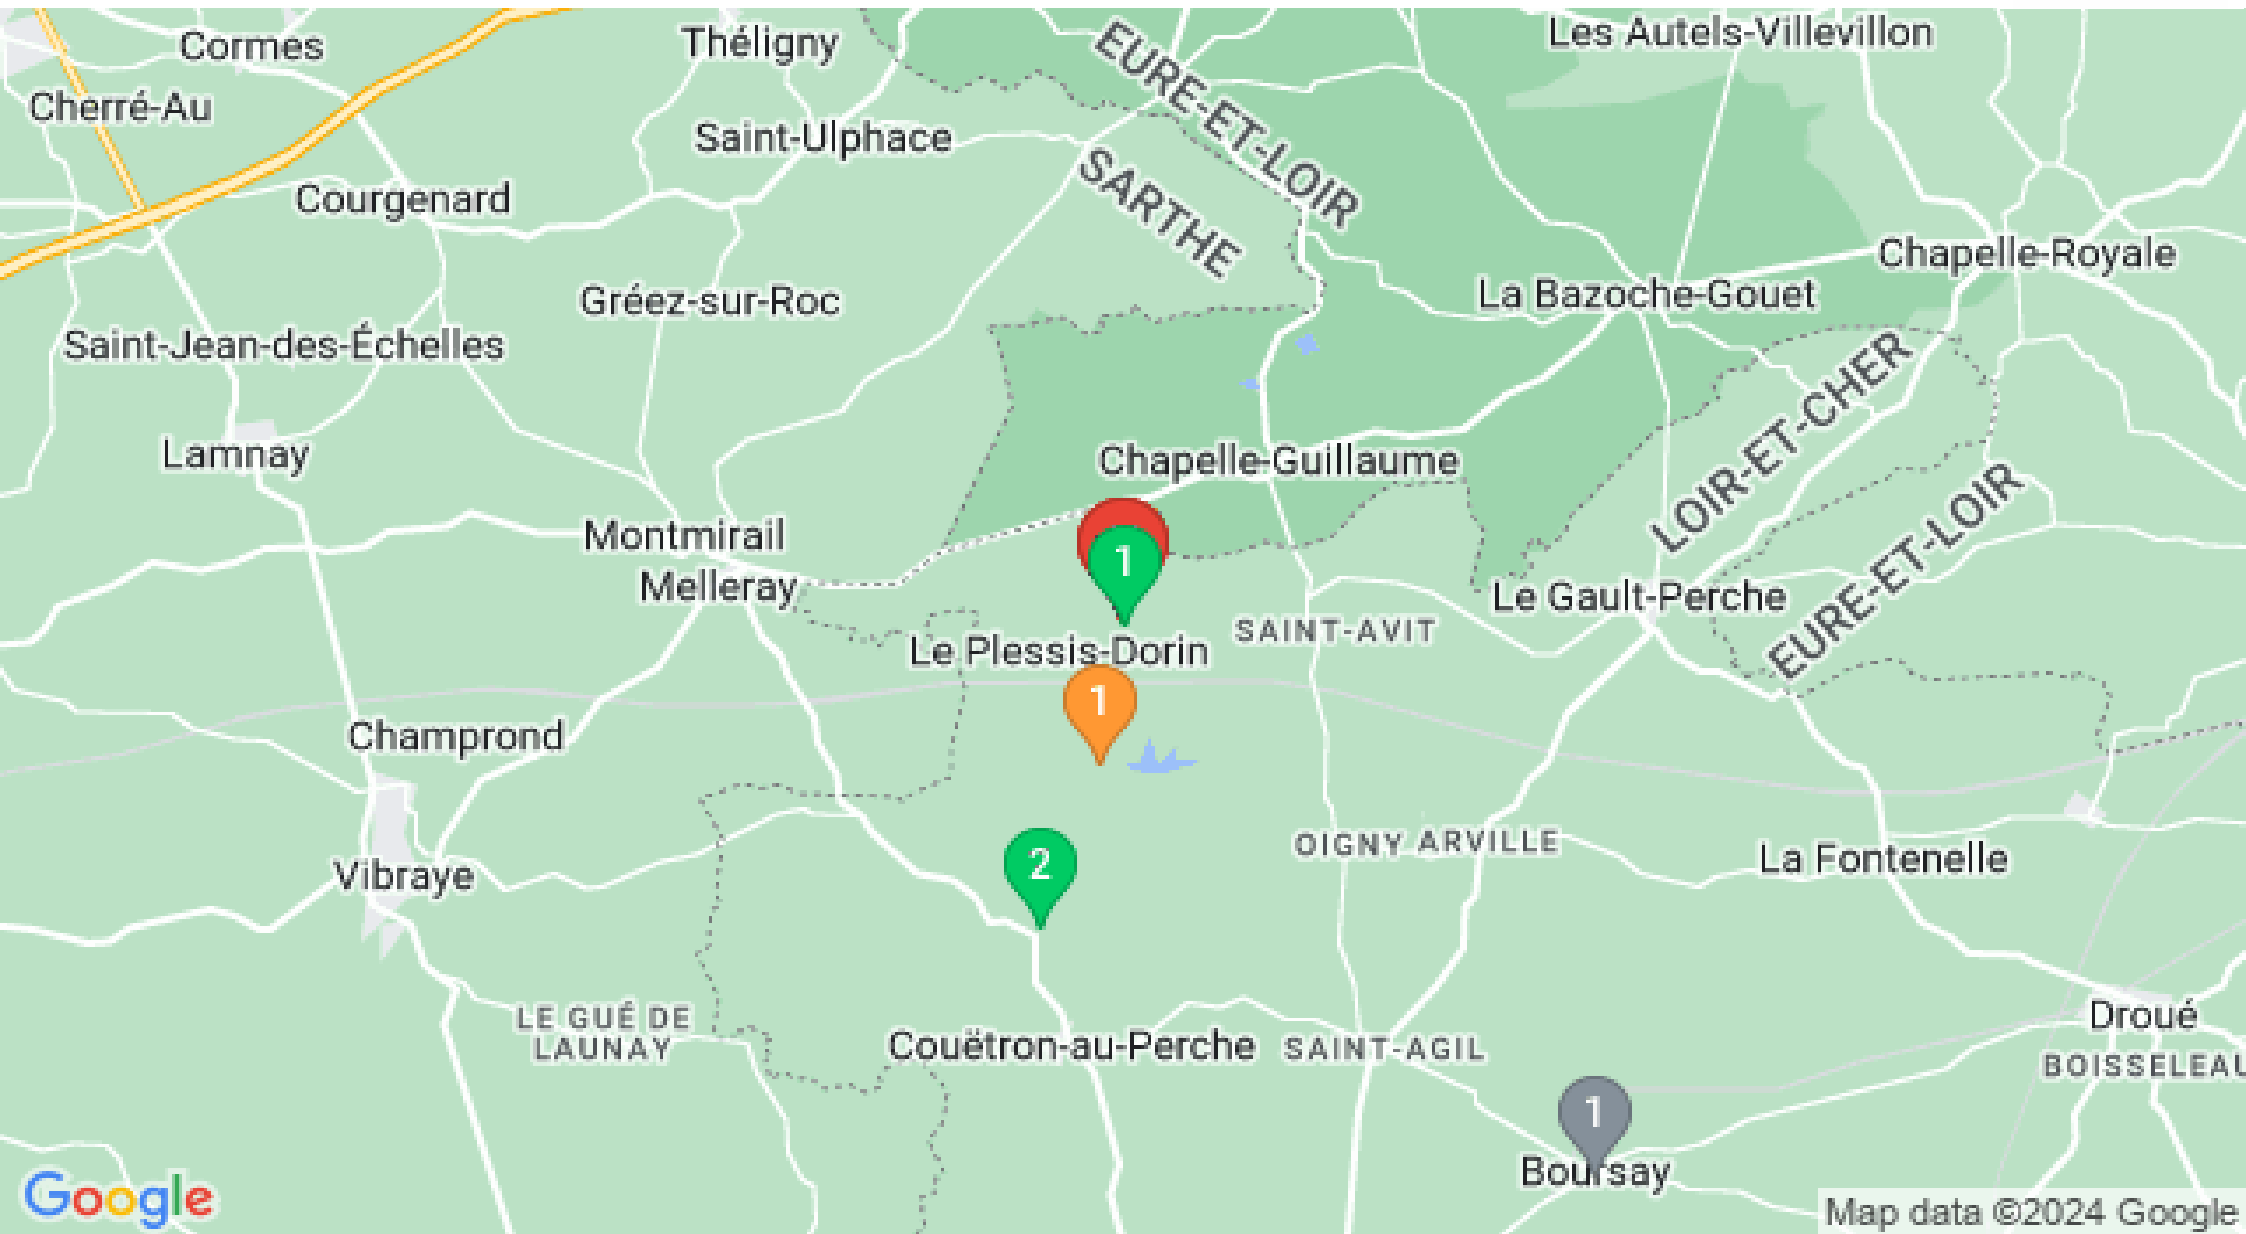 Cormes
Théligny
Les Autels-Villevillon
EURE-ET-LOIR
Cherré-Au
Saint-Ulphace
SARTHE
Courgenard
Chapelle-Royale
Gréez-sur-Roc
La Bazoche-Gouet
Saint-Jean-des-Échelles
LOIR-ET-CHER
Lamnay
Chapelle-Guillaume
EURE-ET-LOIR
Montmirail
1
Melleray
Le Gault-Perche
SAINT-AVIT
Le Plessis-Dorin
1
Champrond
OIGNY
ARVILLE
La Fontenelle
2
Vibraye
LE GUÉ DE
LAUNAY
Droué
Couëtron-au-Perche
SAINT-AGIL
BOISSELEAU
1
Boursay
Google
Map data ©2024 Google